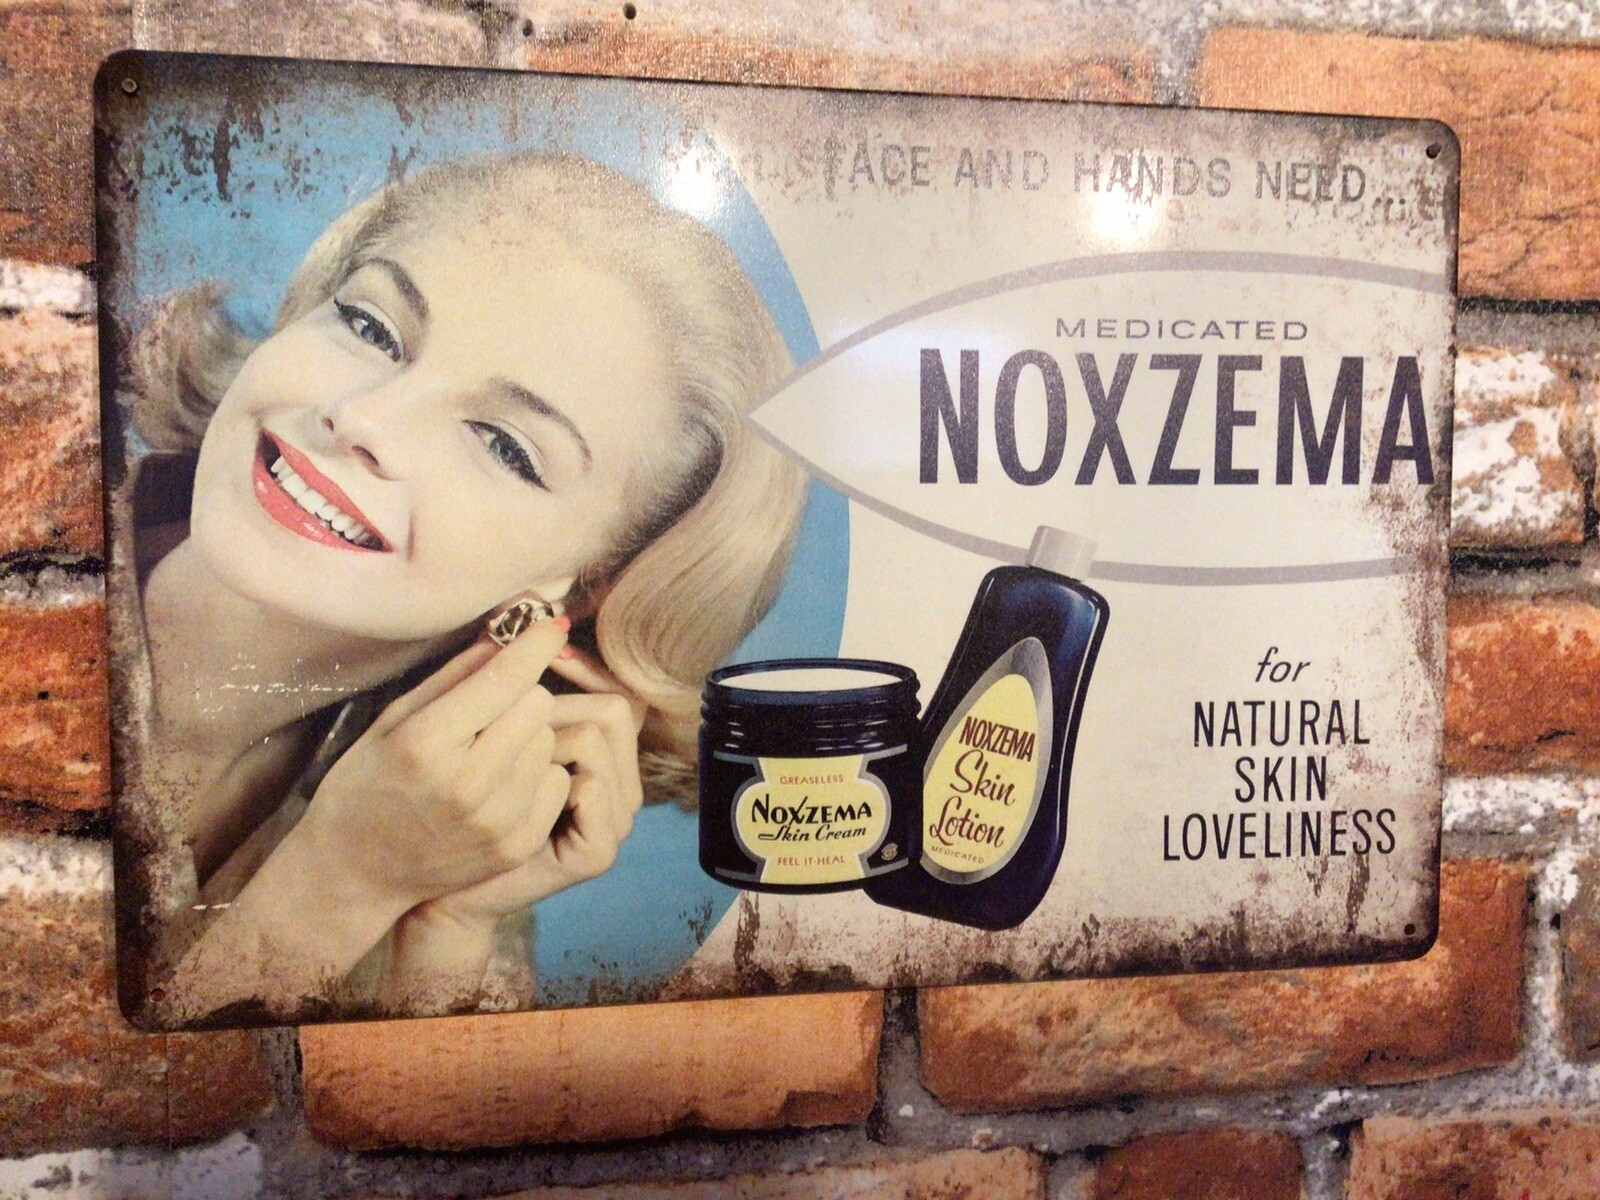 FACE AND HANDS NEED...
MEDICATED
NOXZEMA
for
NATURAL
SKIN
LOVELINESS
GREASELESS
NOXZEMA
Skin Cream
FEEL IT HEAL
NOXZEMA
Skin
Lotion
MEDICATED